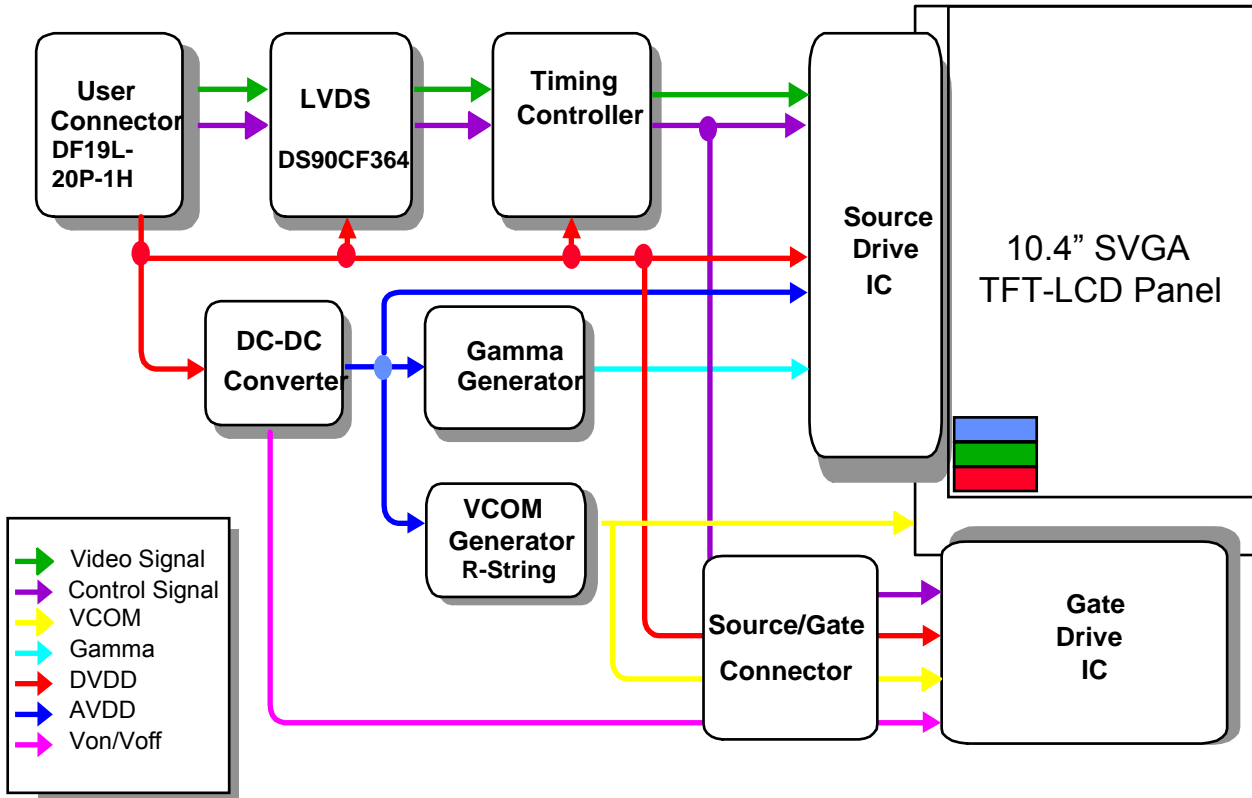 User
Connector
DF19L-
20P-1H
LVDS
DS90CF364
Timing
Controller
Source
Drive
IC
10.4” SVGA
TFT-LCD Panel
DC-DC
Converter
Gamma
Generator
VCOM
Generator
R-String
Source/Gate
Connector
Gate
Drive
IC
Video Signal
Control Signal
VCOM
Gamma
DVDD
AVDD
Von/Voff